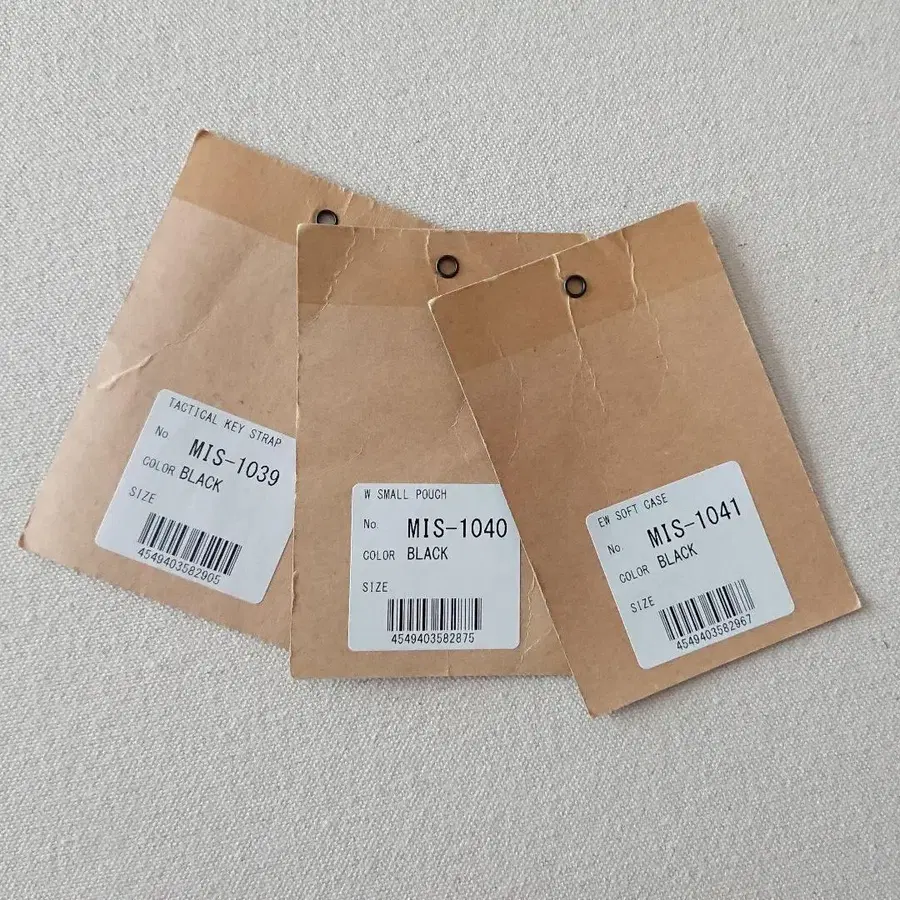 TACTICAL KEY STRAP
No MIS-1039
COLOR BLACK
SIZE
4549403582905
W SMALL POUCH
No MIS-1040
COLOR BLACK
SIZE
4549403582875
EW SOFT CASE
No MIS-1041
COLOR BLACK
SIZE
4549403582967